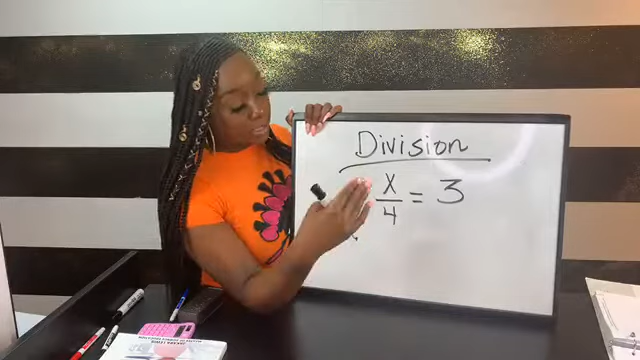 Division
x/4 = 3